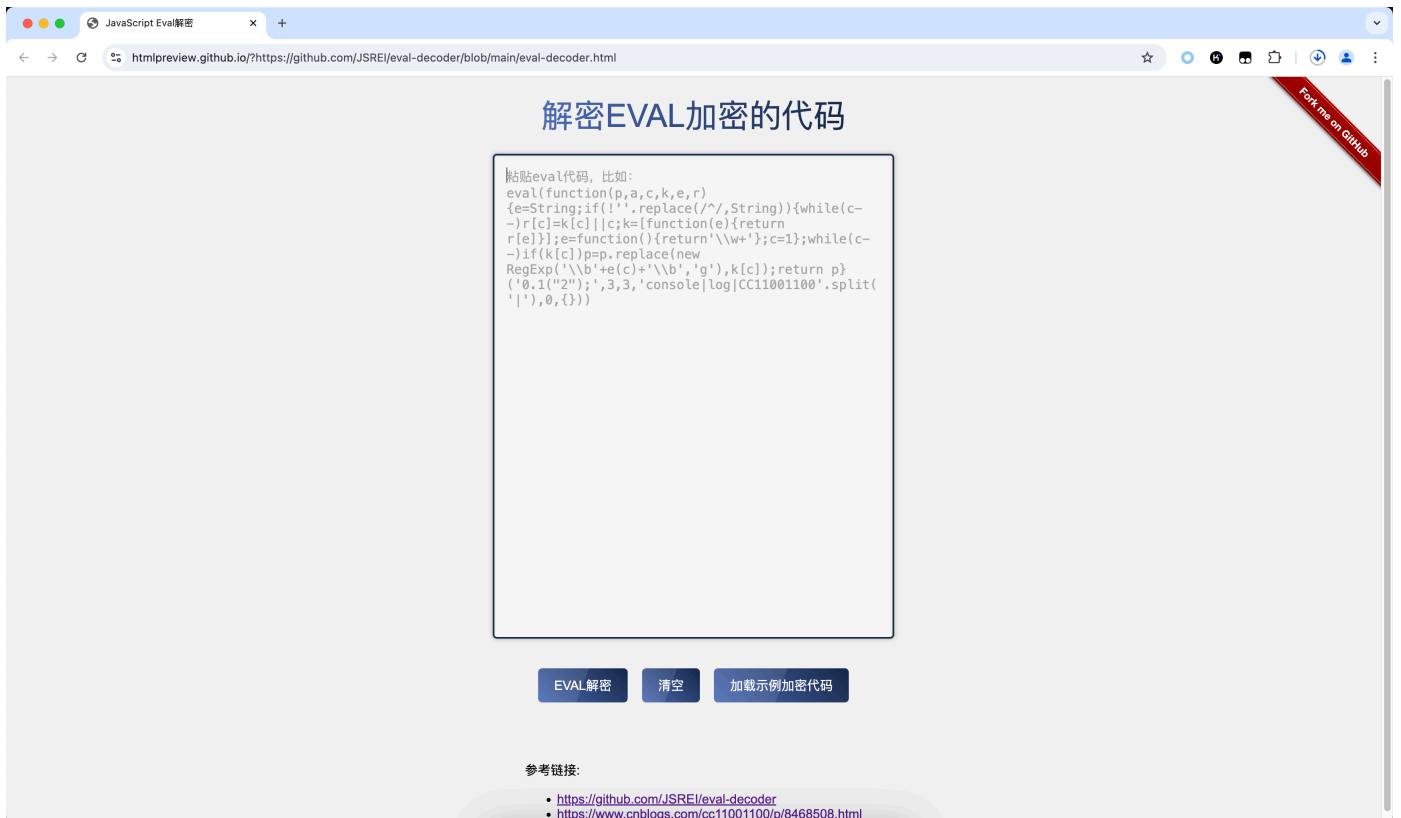 JavaScript Eval解密
htmlpreview.github.io/?https://github.com/JSREI/eval-decoder/blob/main/eval-decoder.html
Fork me on GitHub
解密EVAL加密的代码
粘贴eval代码，比如:
eval(function(p,a,c,k,e,r)
{e=String;if(!''.replace(/^/,String)){while(c-
-)r[c]=k[c]||c;k=[function(e){return
r[e]}];e=function(){return'\\w+'};c=1};while(c-
-)if(k[c])p=p.replace(new
RegExp('\\b'+e(c)+'\\b','g'),k[c]);return p}
('0.1("2");',3,3,'console|log|CC11001100'.split(
'|'),0,{}))
EVAL解密
清空
加载示例加密代码
参考链接:
https://github.com/JSREI/eval-decoder
https://www.cnblogs.com/cc11001100/p/8468508.html